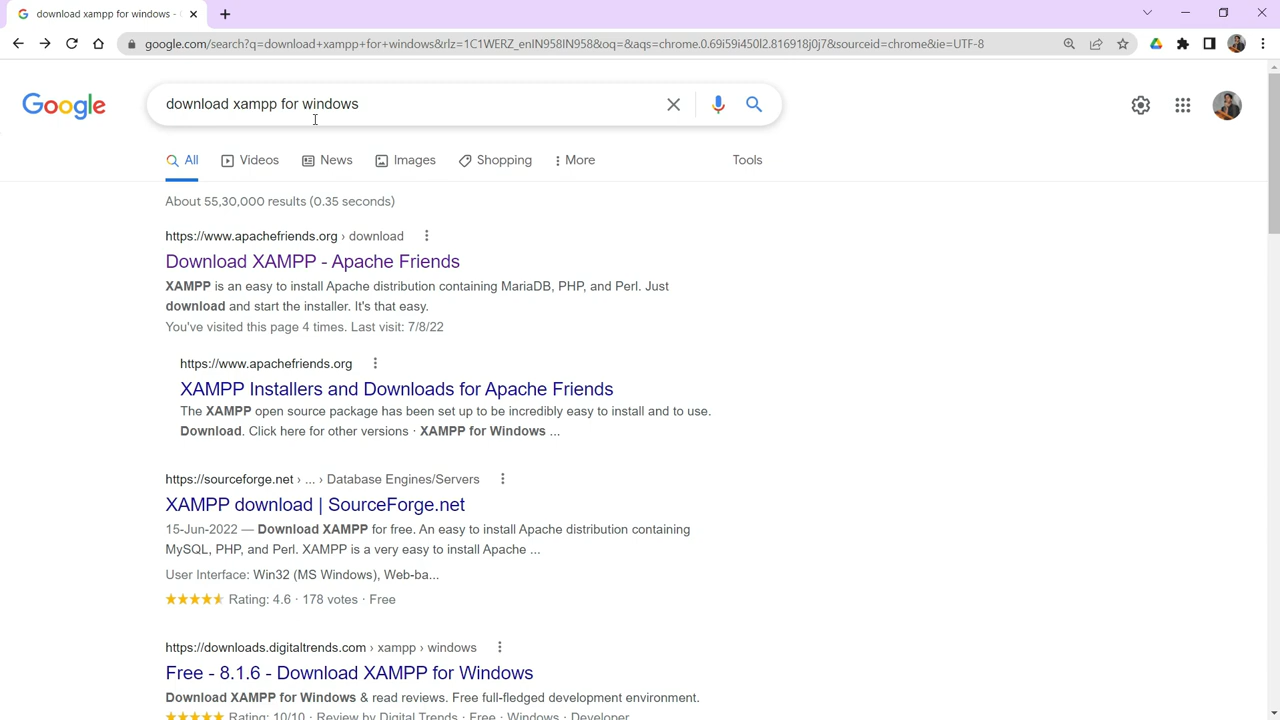 download xampp for windows -
google.com/search?q=download+xampp+for+windows&rlz=1C1WERZ_enIN958IN958&oq=&aqs=chrome.0.69i59i450l2.816918j0j7&sourceid=chrome&ie=UTF-8
Google
download xampp for windows
All Videos News Images Shopping More Tools
About 55,30,000 results (0.35 seconds)
https://www.apachefriends.org › download
Download XAMPP - Apache Friends
XAMPP is an easy to install Apache distribution containing MariaDB, PHP, and Perl. Just
download and start the installer. It's that easy.
You've visited this page 4 times. Last visit: 7/8/22
https://www.apachefriends.org
XAMPP Installers and Downloads for Apache Friends
The XAMPP open source package has been set up to be incredibly easy to install and to use.
Download. Click here for other versions · XAMPP for Windows ...
https://sourceforge.net › ... › Database Engines/Servers
XAMPP download | SourceForge.net
15-Jun-2022 — Download XAMPP for free. An easy to install Apache distribution containing
MySQL, PHP, and Perl. XAMPP is a very easy to install Apache ...
User Interface: Win32 (MS Windows), Web-ba...
Rating: 4.6 · 178 votes · Free
https://downloads.digitaltrends.com › xampp › windows
Free - 8.1.6 - Download XAMPP for Windows
Download XAMPP for Windows & read reviews. Free full-fledged development environment.
Rating: 10/10 · Review by Digital Trends · Free · Windows · Developer